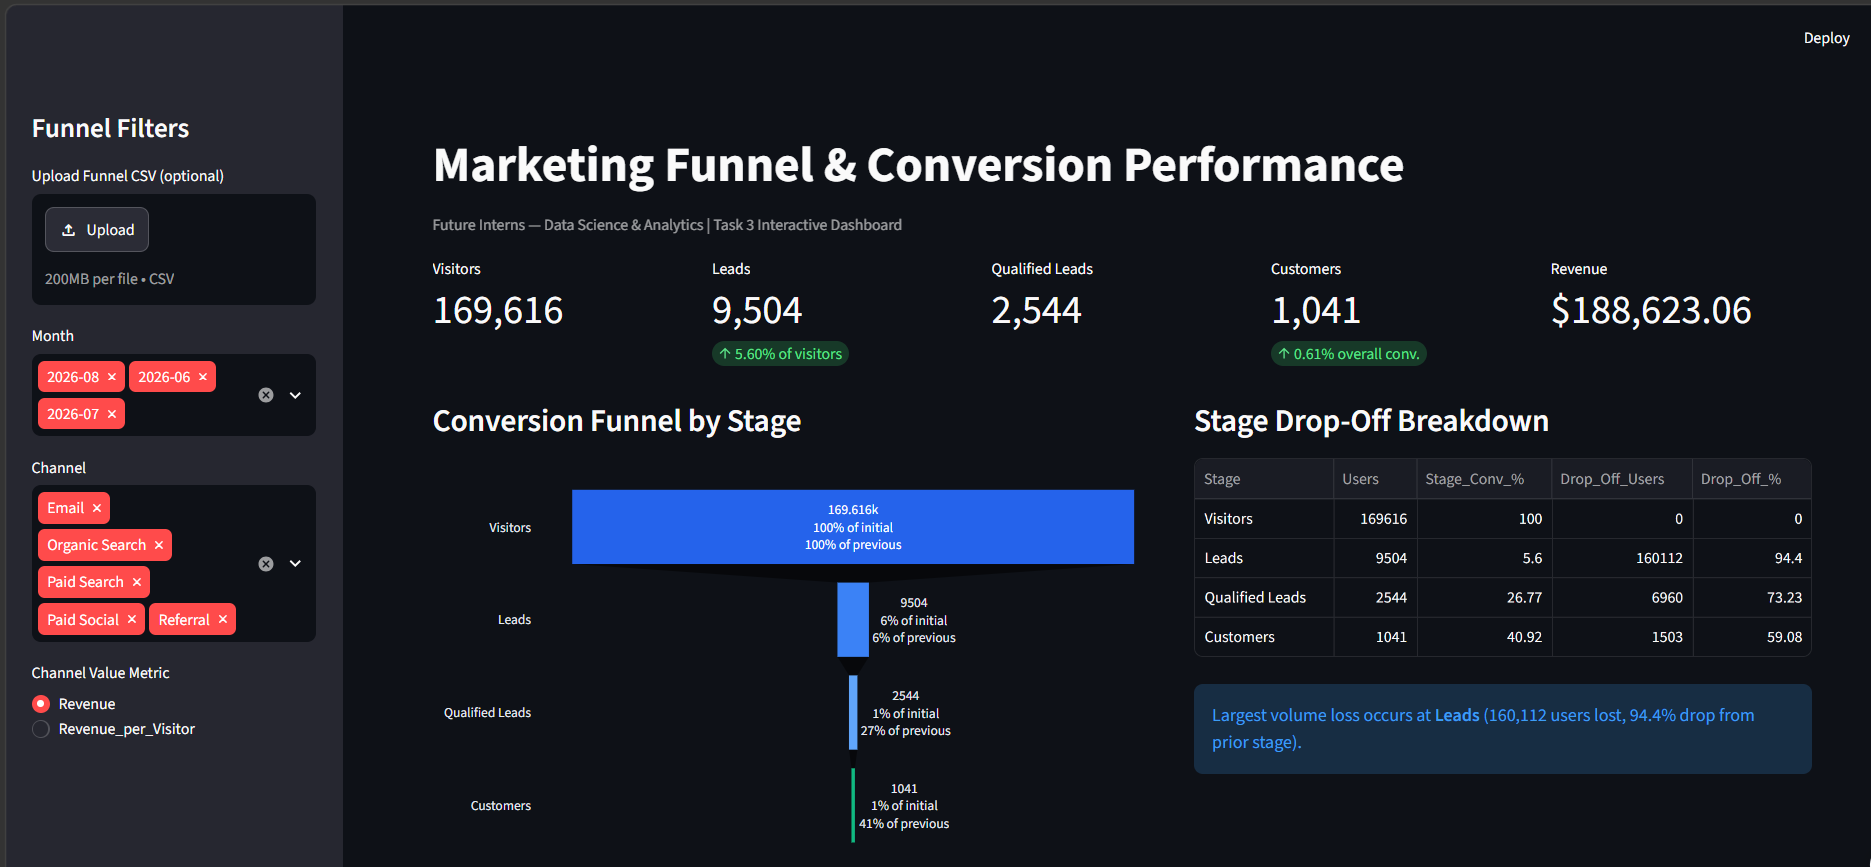 Deploy
Funnel Filters
Upload Funnel CSV (optional)
Upload
200MB per file • CSV
Month
2026-08 × 2026-06 ×
2026-07 ×
Channel
Email ×
Organic Search ×
Paid Search ×
Paid Social × Referral ×
Channel Value Metric
Revenue
Revenue_per_Visitor
Marketing Funnel & Conversion Performance
Future Interns — Data Science & Analytics | Task 3 Interactive Dashboard
Visitors
169,616
Leads
9,504
↑ 5.60% of visitors
Qualified Leads
2,544
Customers
1,041
↑ 0.61% overall conv.
Revenue
$188,623.06
Conversion Funnel by Stage
Visitors
169.616k
100% of initial
100% of previous
Leads
9504
6% of initial
6% of previous
Qualified Leads
2544
1% of initial
27% of previous
Customers
1041
1% of initial
41% of previous
Stage Drop-Off Breakdown
Stage Users Stage_Conv_% Drop_Off_Users Drop_Off_%
Visitors 169616 100 0 0
Leads 9504 5.6 160112 94.4
Qualified Leads 2544 26.77 6960 73.23
Customers 1041 40.92 1503 59.08
Largest volume loss occurs at Leads (160,112 users lost, 94.4% drop from
prior stage).